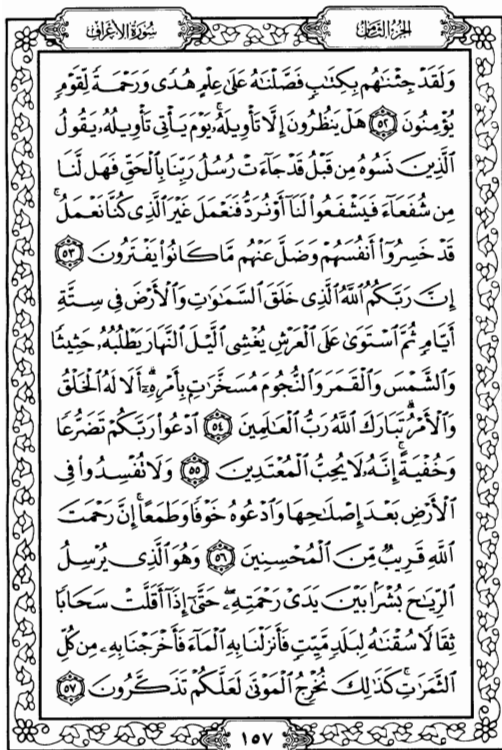 الجزء الثامن
سورة الأعراف
وَلَقَدْ جِئْنَٰهُم بِكِتَٰبٍ فَصَّلْنَٰهُ عَلَىٰ عِلْمٍ هُدًى وَرَحْمَةً لِّقَوْمٍ
يُؤْمِنُونَ ٥٢ هَلْ يَنظُرُونَ إِلَّا تَأْوِيلَهُۥ ۚ يَوْمَ يَأْتِى تَأْوِيلُهُۥ يَقُولُ
ٱلَّذِينَ نَسُوهُ مِن قَبْلُ قَدْ جَآءَتْ رُسُلُ رَبِّنَا بِٱلْحَقِّ فَهَل لَّنَا
مِن شُفَعَآءَ فَيَشْفَعُوا۟ لَنَآ أَوْ نُرَدُّ فَنَعْمَلَ غَيْرَ ٱلَّذِى كُنَّا نَعْمَلُ ۚ
قَدْ خَسِرُوٓا۟ أَنفُسَهُمْ وَضَلَّ عَنْهُم مَّا كَانُوا۟ يَفْتَرُونَ ٥٣
إِنَّ رَبَّكُمُ ٱللَّهُ ٱلَّذِى خَلَقَ ٱلسَّمَٰوَٰتِ وَٱلْأَرْضَ فِى سِتَّةِ
أَيَّامٍ ثُمَّ ٱسْتَوَىٰ عَلَى ٱلْعَرْشِ يُغْشِى ٱلَّيْلَ ٱلنَّهَارَ يَطْلُبُهُۥ حَثِيثًا
وَٱلشَّمْسَ وَٱلْقَمَرَ وَٱلنُّجُومَ مُسَخَّرَٰتٍۭ بِأَمْرِهِۦٓ ۗ أَلَا لَهُ ٱلْخَلْقُ
وَٱلْأَمْرُ ۗ تَبَارَكَ ٱللَّهُ رَبُّ ٱلْعَٰلَمِينَ ٥٤ ٱدْعُوا۟ رَبَّكُمْ تَضَرُّعًا
وَخُفْيَةً ۚ إِنَّهُۥ لَا يُحِبُّ ٱلْمُعْتَدِينَ ٥٥ وَلَا تُفْسِدُوا۟ فِى
ٱلْأَرْضِ بَعْدَ إِصْلَٰحِهَا وَٱدْعُوهُ خَوْفًا وَطَمَعًا ۚ إِنَّ رَحْمَتَ
ٱللَّهِ قَرِيبٌ مِّنَ ٱلْمُحْسِنِينَ ٥٦ وَهُوَ ٱلَّذِى يُرْسِلُ
ٱلرِّيَٰحَ بُشْرًۢا بَيْنَ يَدَىْ رَحْمَتِهِۦ ۖ حَتَّىٰٓ إِذَآ أَقَلَّتْ سَحَابًا
ثِقَالًا سُقْنَٰهُ لِبَلَدٍ مَّيِّتٍ فَأَنزَلْنَا بِهِ ٱلْمَآءَ فَأَخْرَجْنَا بِهِۦ مِن كُلِّ
ٱلثَّمَرَٰتِ ۚ كَذَٰلِكَ نُخْرِجُ ٱلْمَوْتَىٰ لَعَلَّكُمْ تَذَكَّرُونَ ٥٧
١٥٧